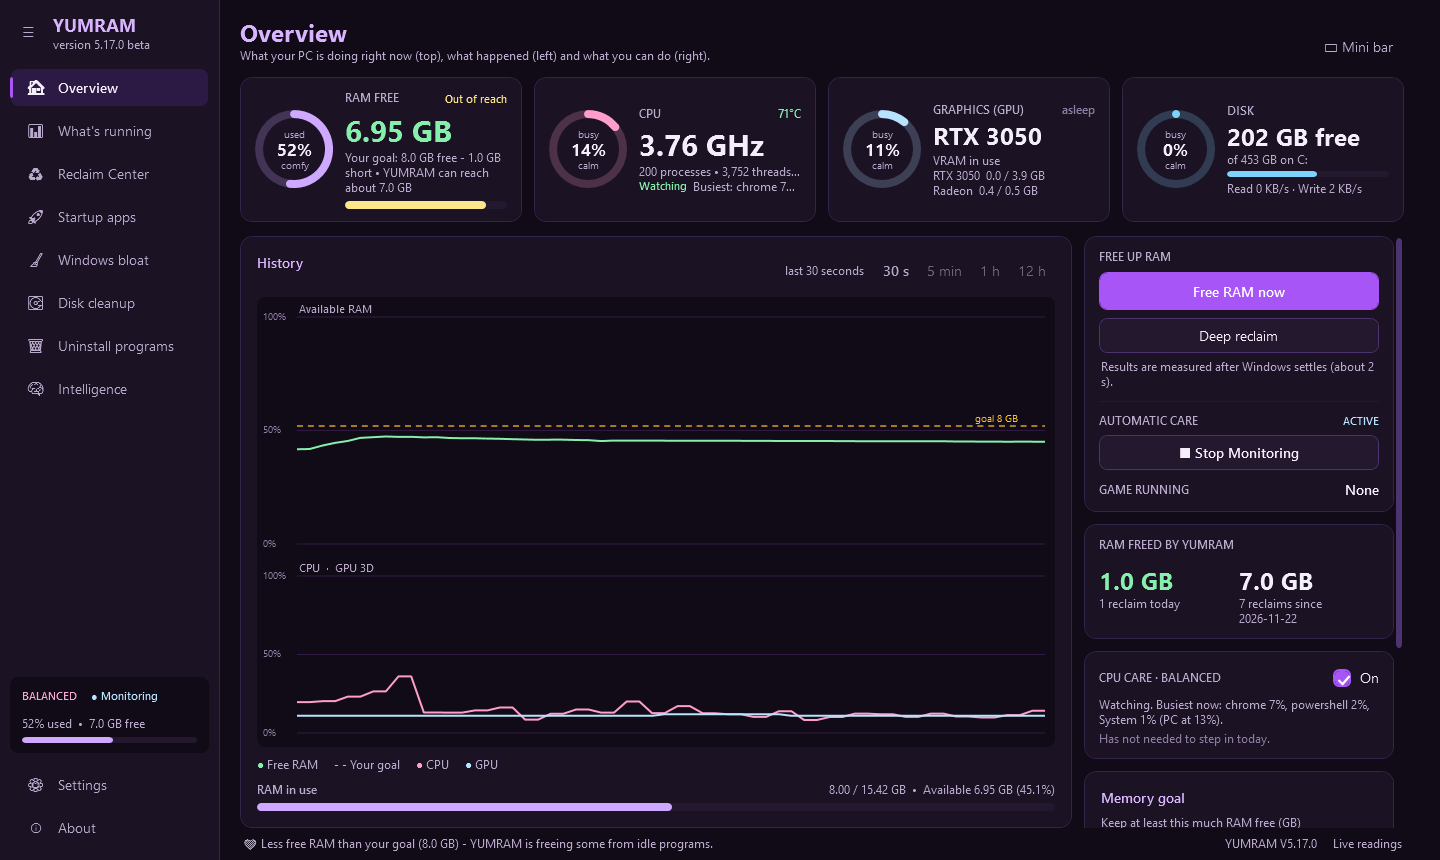 ☰ YUMRAM
version 5.17.0 beta
Overview
What's running
Reclaim Center
Startup apps
Windows bloat
Disk cleanup
Uninstall programs
Intelligence
BALANCED ● Monitoring
52% used • 7.0 GB free
Settings
About
Overview
What your PC is doing right now (top), what happened (left) and what you can do (right).
Mini bar
used
52%
comfy
RAM FREE Out of reach
6.95 GB
Your goal: 8.0 GB free - 1.0 GB
short • YUMRAM can reach
about 7.0 GB
busy
14%
calm
CPU 71°C
3.76 GHz
200 processes • 3,752 threads...
Watching Busiest: chrome 7...
busy
11%
calm
GRAPHICS (GPU) asleep
RTX 3050
VRAM in use
RTX 3050 0.0 / 3.9 GB
Radeon 0.4 / 0.5 GB
busy
0%
calm
DISK
202 GB free
of 453 GB on C:
Read 0 KB/s · Write 2 KB/s
History
last 30 seconds 30 s 5 min 1 h 12 h
Available RAM
100%
goal 8 GB
50%
0%
CPU · GPU 3D
100%
50%
0%
● Free RAM - - Your goal ● CPU ● GPU
RAM in use 8.00 / 15.42 GB • Available 6.95 GB (45.1%)
FREE UP RAM
Free RAM now
Deep reclaim
Results are measured after Windows settles (about 2
s).
AUTOMATIC CARE ACTIVE
■ Stop Monitoring
GAME RUNNING None
RAM FREED BY YUMRAM
1.0 GB 7.0 GB
1 reclaim today 7 reclaims since
2026-11-22
CPU CARE · BALANCED On
Watching. Busiest now: chrome 7%, powershell 2%,
System 1% (PC at 13%).
Has not needed to step in today.
Memory goal
Keep at least this much RAM free (GB)
Less free RAM than your goal (8.0 GB) - YUMRAM is freeing some from idle programs.
YUMRAM V5.17.0 Live readings